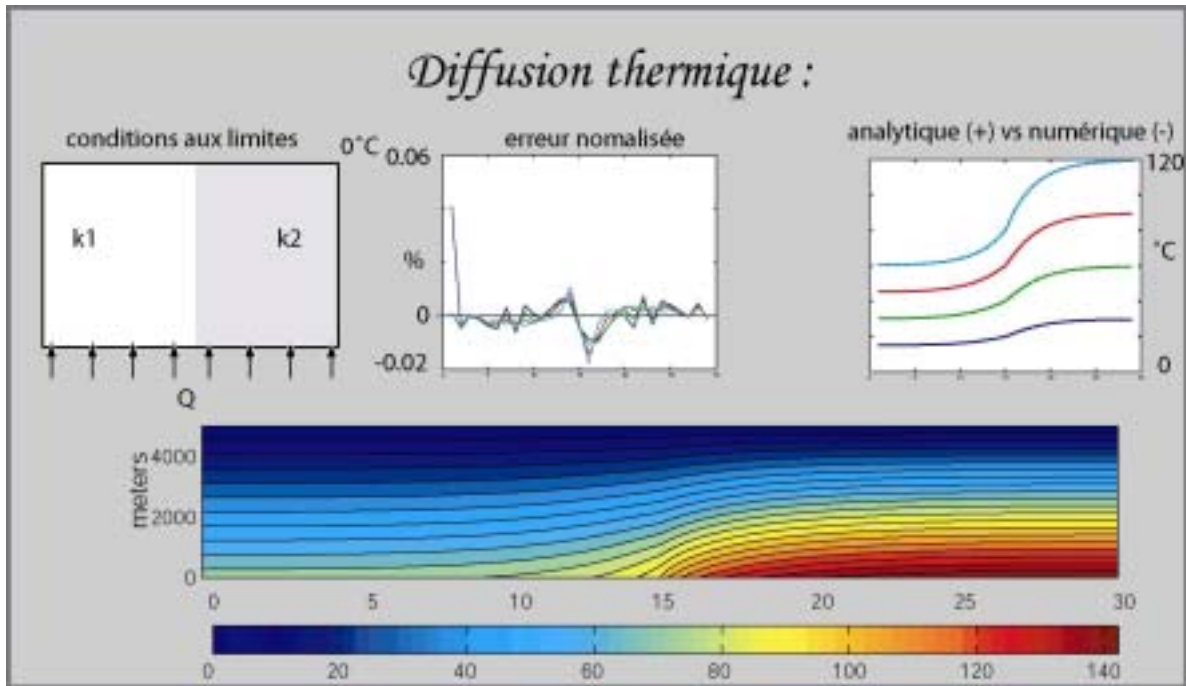 Diffusion thermique :
conditions aux limites
0°C
erreur nomalisée
analytique (+) vs numérique (-)
0.06
120
k1
k2
%
°C
0
-0.02
0
Q
meters
4000
2000
0
0 5 10 15 20 25 30
0 20 40 60 80 100 120 140